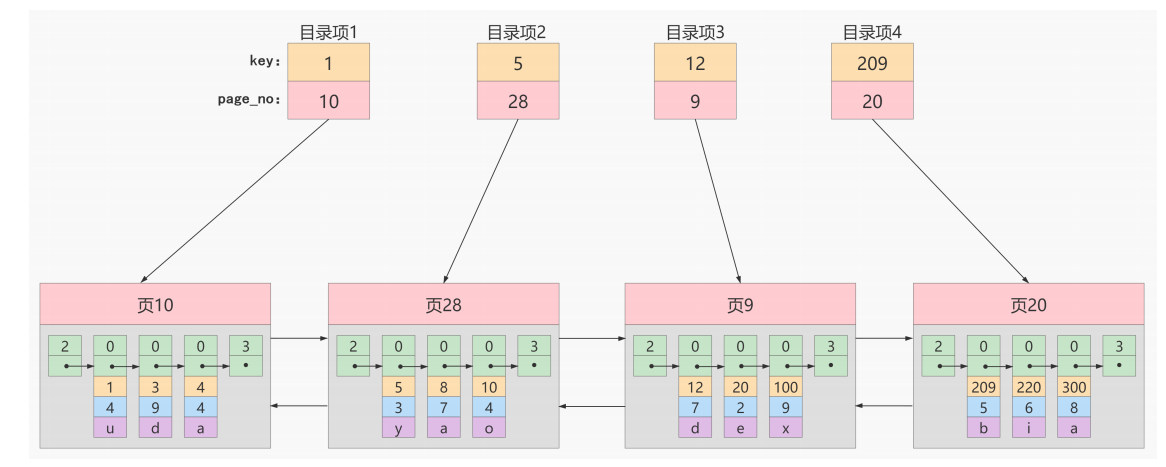 目录项1 目录项2 目录项3 目录项4
key: 1 5 12 209
page_no: 10 28 9 20
页10 页28 页9 页20
2 0 0 0 3 2 0 0 0 3 2 0 0 0 3 2 0 0 0 3
1 3 4 5 8 10 12 20 100 209 220 300
4 9 4 3 7 4 7 2 9 5 6 8
u d a y a o d e x b i a